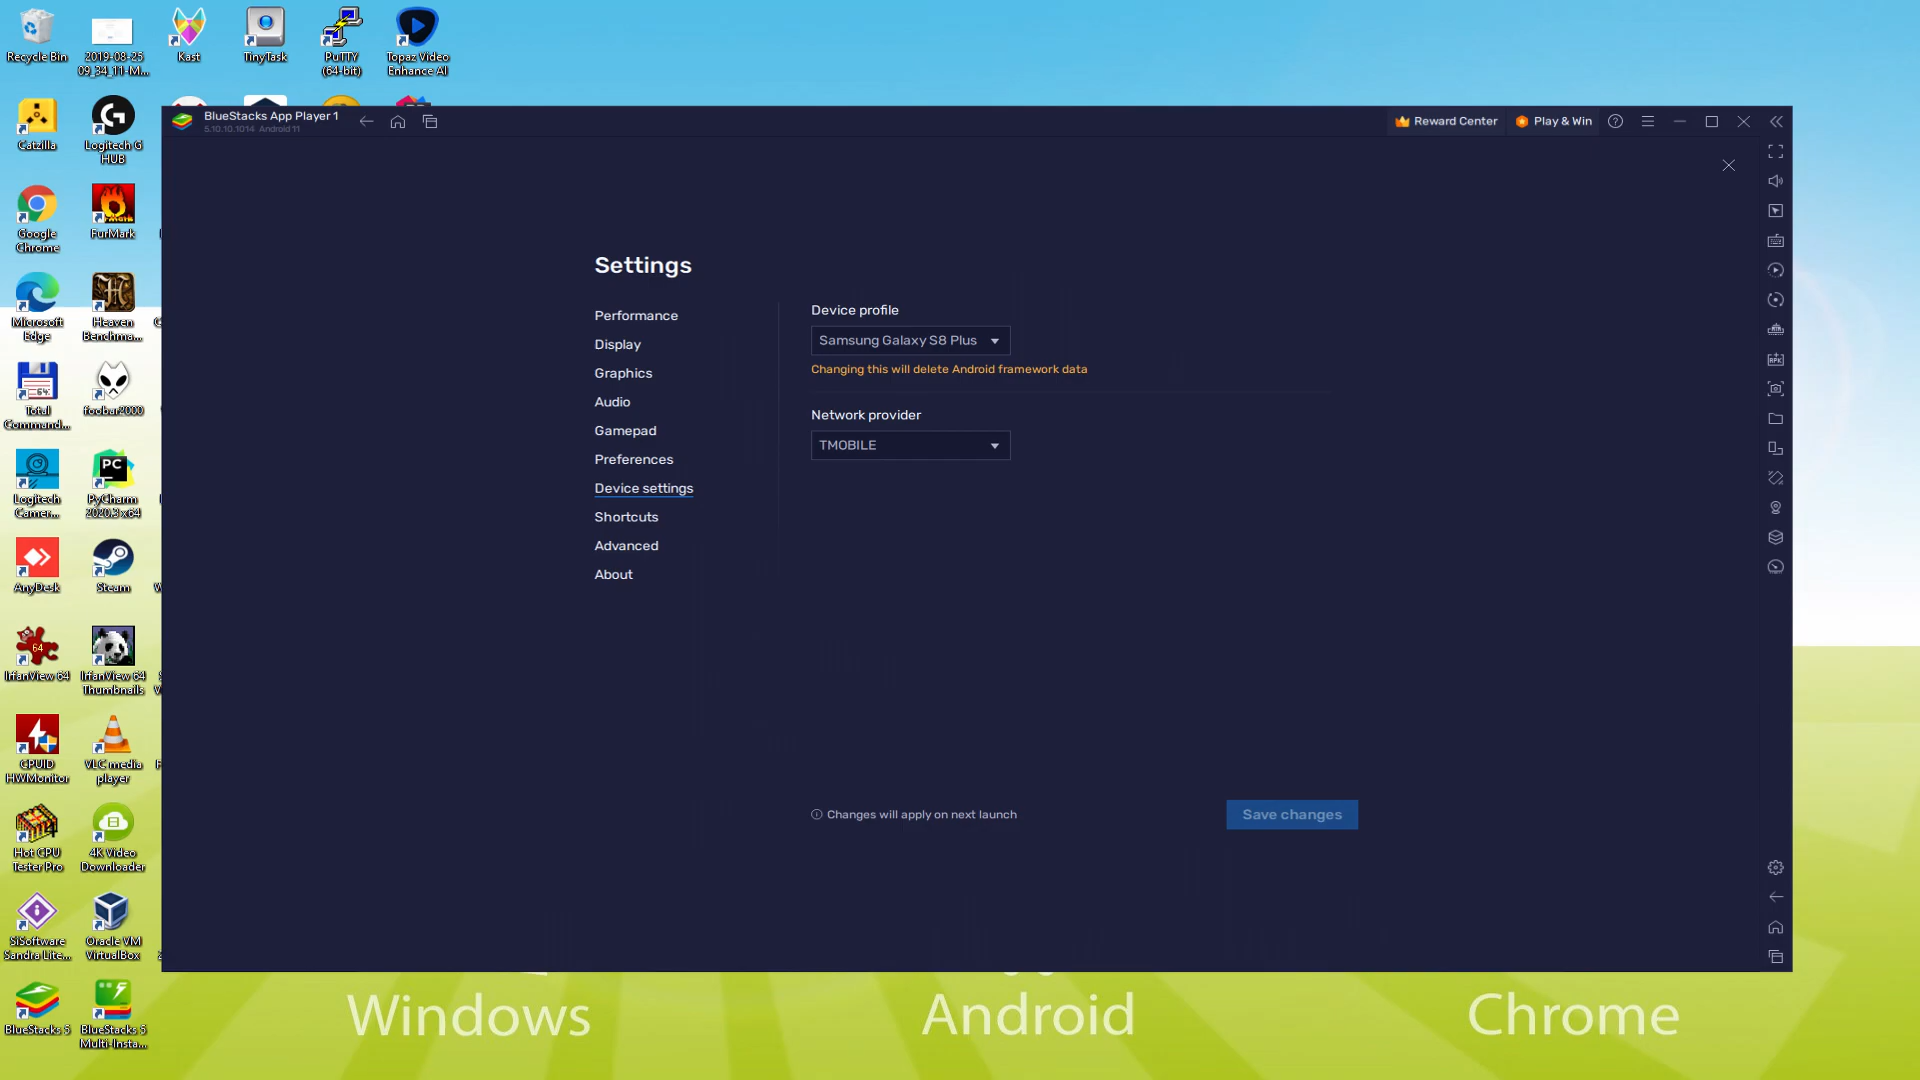 Recycle Bin
2019-08-25
09_34_11-M...
Kast
TinyTask
PuTTY
(64-bit)
Topaz Video
Enhance AI
Catzilla
Logitech G
HUB
Google
Chrome
FurMark
Microsoft
Edge
Heaven
Benchma...
Total
Command...
foobar2000
Logitech
Camer...
PyCharm
2020.3 x64
AnyDesk
Steam
IrfanView 64
IrfanView 64
Thumbnails
CPUID
HWMonitor
VLC media
player
Hot CPU
Tester Pro
4K Video
Downloader
SiSoftware
Sandra Lite...
Oracle VM
VirtualBox
BlueStacks 5
BlueStacks 5
Multi-Insta...
BlueStacks App Player 1
5.10.10.1014 Android 11
Reward Center
Play & Win
Settings
Performance
Display
Graphics
Audio
Gamepad
Preferences
Device settings
Shortcuts
Advanced
About
Device profile
Samsung Galaxy S8 Plus
Changing this will delete Android framework data
Network provider
TMOBILE
Changes will apply on next launch
Save changes
Windows
Android
Chrome